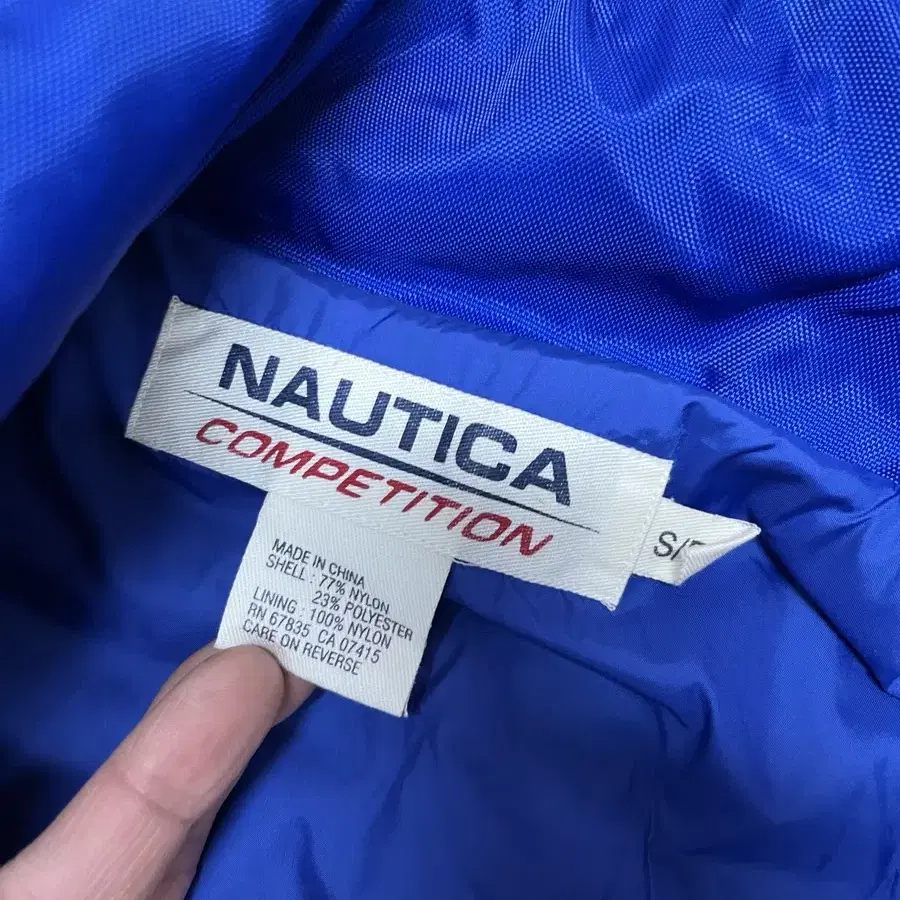 NAUTICA
COMPETITION
MADE IN CHINA
SHELL : 77% NYLON
23% POLYESTER
LINING : 100% NYLON
RN 67835 CA 07415
CARE ON REVERSE